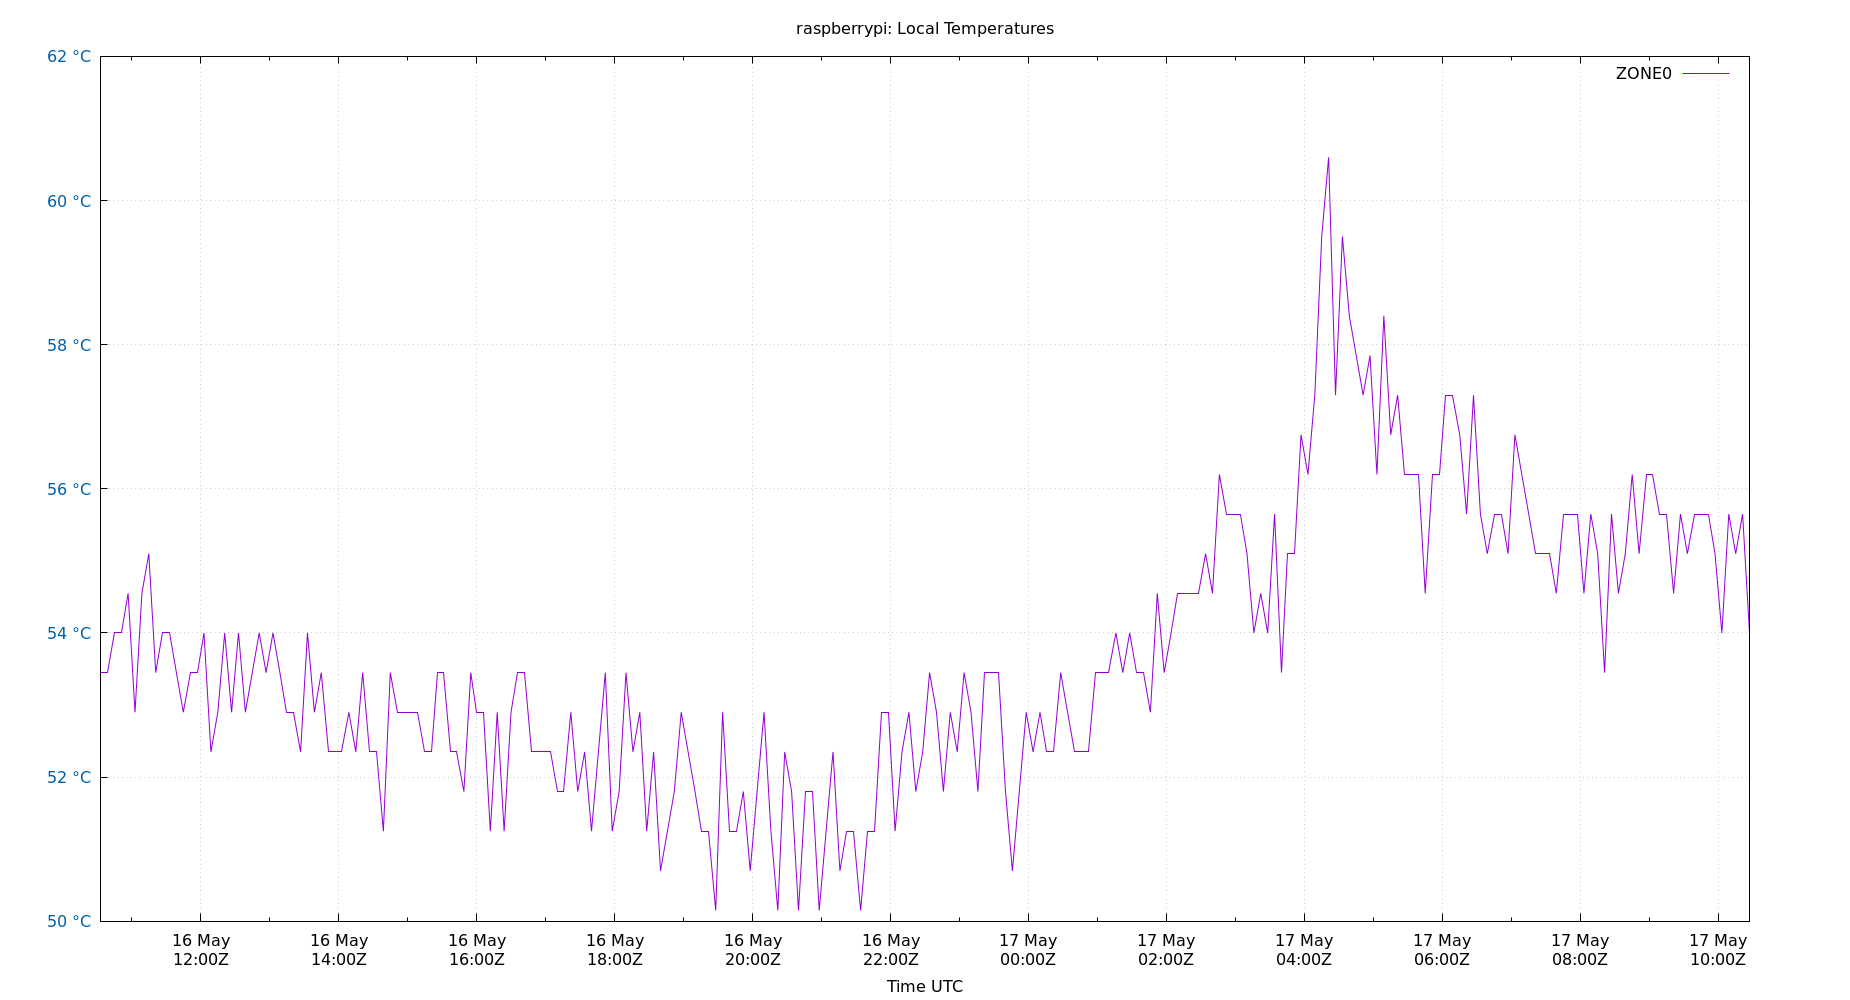 raspberrypi: Local Temperatures
ZONE0
62 °C
60 °C
58 °C
56 °C
54 °C
52 °C
50 °C
16 May 16 May 16 May 16 May 16 May 16 May 17 May 17 May 17 May 17 May 17 May 17 May
12:00Z 14:00Z 16:00Z 18:00Z 20:00Z 22:00Z 00:00Z 02:00Z 04:00Z 06:00Z 08:00Z 10:00Z
Time UTC